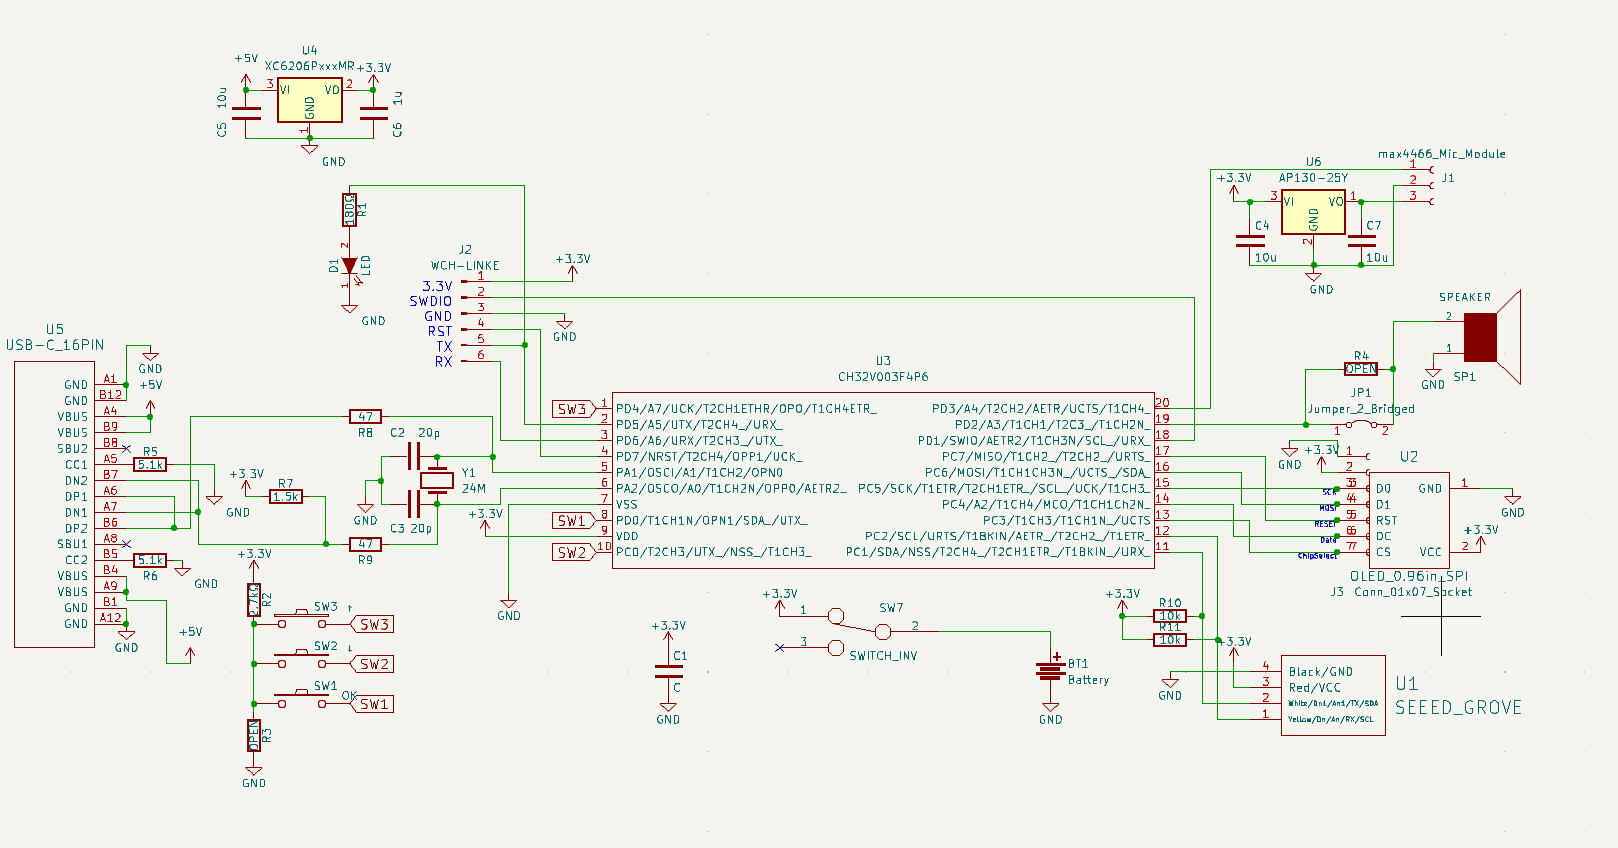 U4
XC6206PxxxMR
+5V
+3.3V
3
VI
VO
2
GND
1
10u
C5
1u
C6
GND
180Ω
R1
2
D1
LED
1
GND
J2
WCH-LINKE
3.3V
1
+3.3V
SWDIO
2
GND
3
GND
RST
4
TX
5
RX
6
max4466_Mic_Module
J1
1
2
3
U6
AP130-25Y
+3.3V
3
VI
VO
1
GND
2
C4
10u
C7
10u
GND
SPEAKER
2
1
SP1
GND
R4
OPEN
JP1
Jumper_2_Bridged
1
2
U5
USB-C_16PIN
GND
A1
GND
B12
VBUS
A4
VBUS
B9
SBU2
B8
CC1
A5
DN2
B7
DP1
A6
DN1
A7
DP2
B6
SBU1
A8
CC2
B5
VBUS
B4
VBUS
A9
GND
B1
GND
A12
GND
+5V
R5
5.1k
GND
5.1k
R6
GND
+5V
GND
+3.3V
R7
1.5k
47
R8
47
R9
C2
20p
C3 20p
Y1
24M
GND
+3.3V
GND
+3.3V
2.7kΩ
R2
SW3
SW3
SW2
SW2
SW1
OK
SW1
OPEN
R3
GND
U3
CH32V003F4P6
SW3
1
PD4/A7/UCK/T2CH1ETHR/OPO/T1CH4ETR_
2
PD5/A5/UTX/T2CH4_/URX_
3
PD6/A6/URX/T2CH3_/UTX_
4
PD7/NRST/T2CH4/OPP1/UCK_
5
PA1/OSCI/A1/T1CH2/OPN0
6
PA2/OSCO/A0/T1CH2N/OPP0/AETR2_
7
VSS
SW1
8
PD0/T1CH1N/OPN1/SDA_/UTX_
9
VDD
SW2
10
PC0/T2CH3/UTX_/NSS_/T1CH3_
PD3/A4/T2CH2/AETR/UCTS/T1CH4_
20
PD2/A3/T1CH1/T2C3_/T1CH2N_
19
PD1/SWIO/AETR2/T1CH3N/SCL_/URX_
18
PC7/MISO/T1CH2_/T2CH2_/URTS_
17
PC6/MOSI/T1CH1CH3N_/UCTS_/SDA_
16
PC5/SCK/T1ETR/T2CH1ETR_/SCL_/UCK/T1CH3_
15
PC4/A2/T1CH4/MCO/T1CH1Ch2N_
14
PC3/T1CH3/T1CH1N_/UCTS
13
PC2/SCL/URTS/T1BKIN/AETR_/T2CH2_/T1ETR_
12
PC1/SDA/NSS/T2CH4_/T2CH1ETR_/T1BKIN_/URX_
11
GND
+3.3V
U2
1
2
SCK
3
D0
MOSI
4
D1
RESET
5
RST
Data
6
DC
ChipSelect
7
CS
GND
1
GND
VCC
2
+3.3V
OLED_0.96in_SPI
J3 Conn_01x07_Socket
+3.3V
C1
C
GND
+3.3V
1
SW7
2
3
SWITCH_INV
BT1
Battery
GND
+3.3V
R10
10k
R11
10k
+3.3V
GND
4
Black/GND
3
Red/VCC
2
White/Dn1/An1/TX/SDA
1
Yellow/Dn/An/RX/SCL
U1
SEEED_GROVE